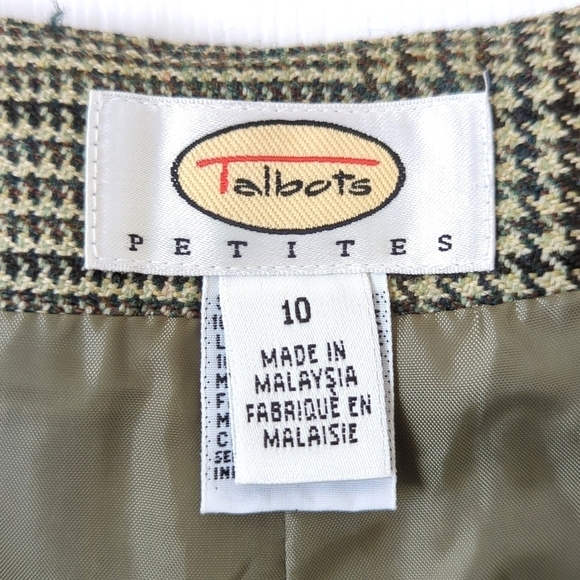 Talbots
PETITES
10
MADE IN
MALAYSIA
FABRIQUÉ EN
MALAISIE